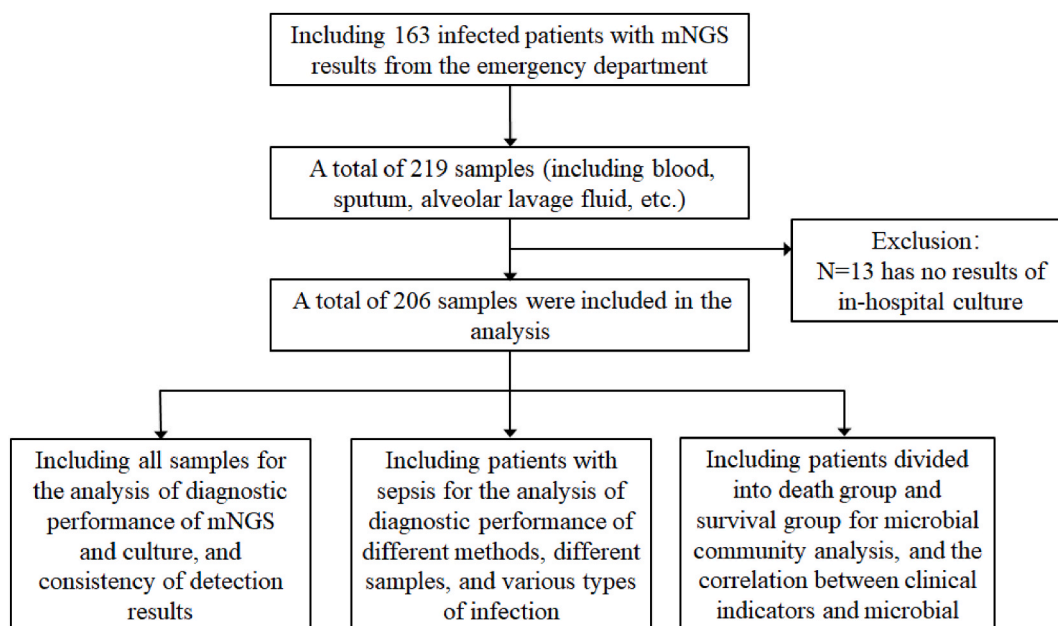 Including 163 infected patients with mNGS
results from the emergency department
A total of 219 samples (including blood,
sputum, alveolar lavage fluid, etc.)
Exclusion:
N=13 has no results of
in-hospital culture
A total of 206 samples were included in the
analysis
Including all samples for
the analysis of diagnostic
performance of mNGS
and culture, and
consistency of detection
results
Including patients with
sepsis for the analysis of
diagnostic performance of
different methods, different
samples, and various types
of infection
Including patients divided
into death group and
survival group for microbial
community analysis, and the
correlation between clinical
indicators and microbial